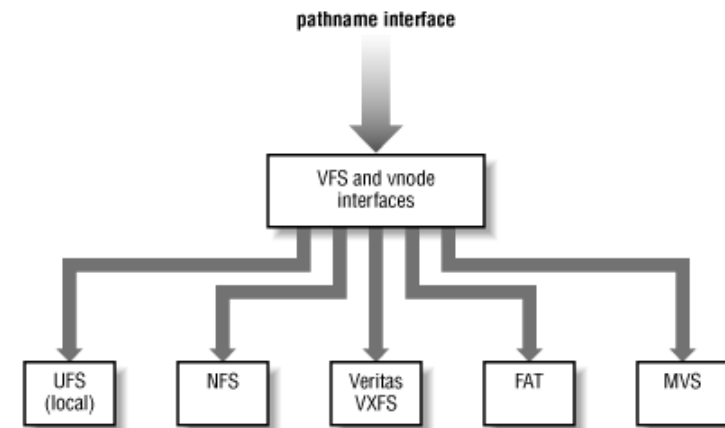 pathname interface
VFS and vnode
interfaces
UFS
(local)
NFS
Veritas
VXFS
FAT
MVS